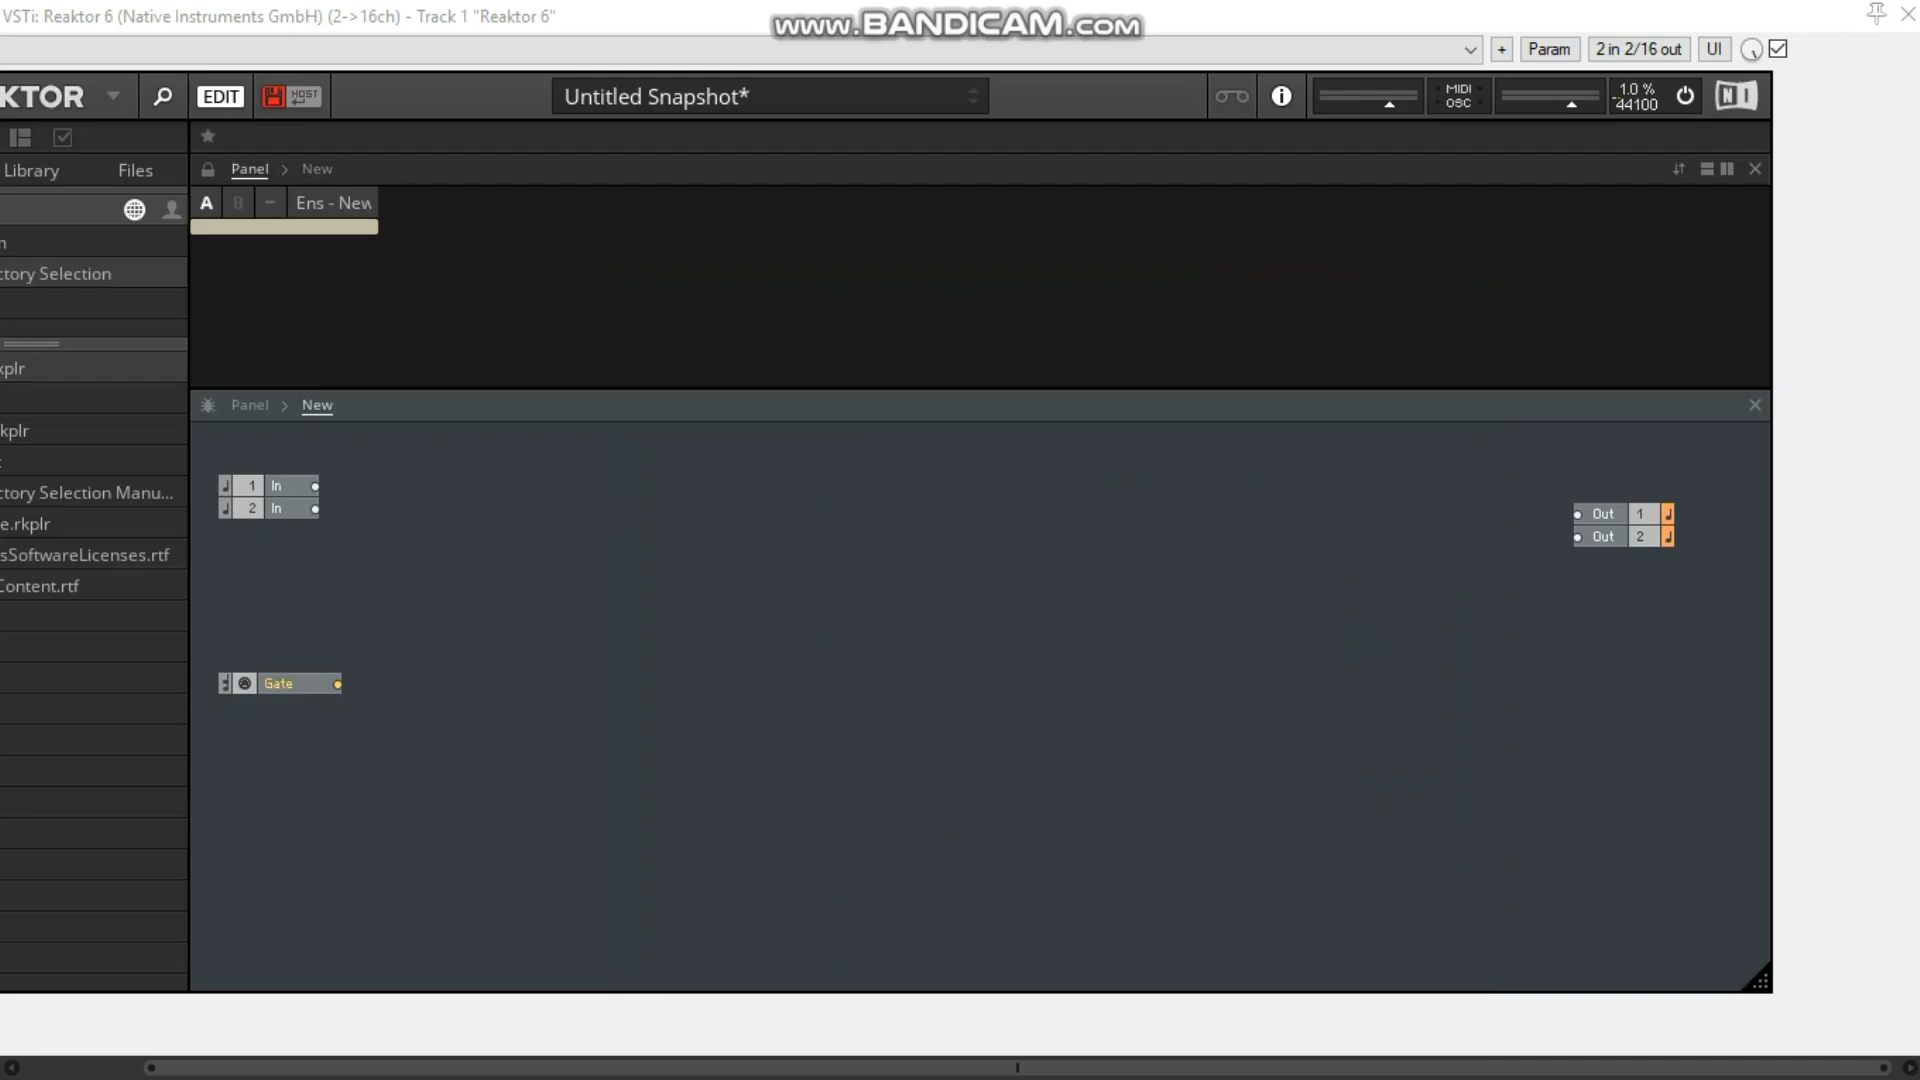 VSTi: Reaktor 6 (Native Instruments GmbH) (2->16ch) - Track 1 "Reaktor 6"
www.BANDICAM.com
+ Param 2 in 2/16 out UI
KTOR EDIT HOST Untitled Snapshot* i MIDI OSC 1.0 % 44100 NI
Library Files
Panel > New
A B – Ens - New
n
ctory Selection
kplr
Panel > New
kplr
1 In
2 In
ctory Selection Manu...
Out 1
Out 2
e.rkplr
sSoftwareLicenses.rtf
Content.rtf
Gate